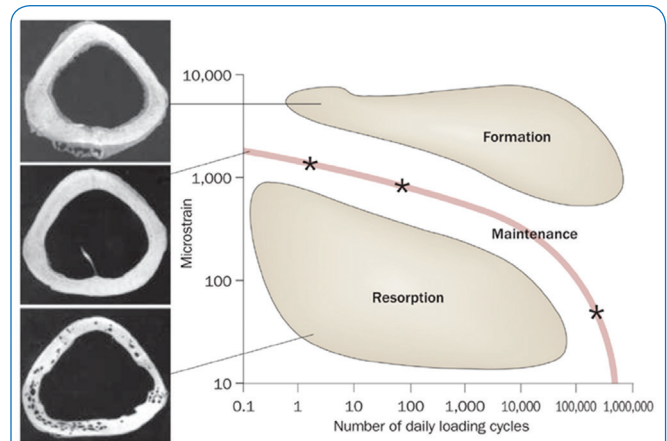 10,000
Formation
1,000
Maintenance
Microstrain
100
Resorption
10
0.1 1 10 100 1,000 10,000 100,000 1,000,000
Number of daily loading cycles
*
*
*